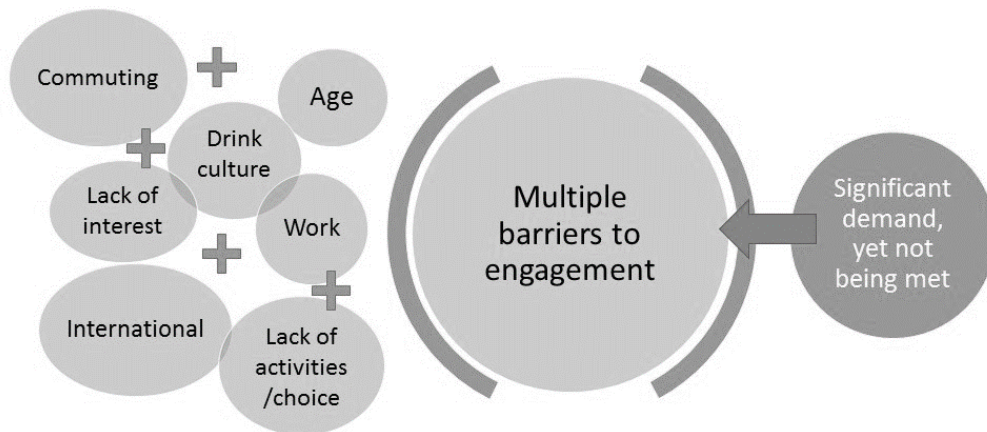 Commuting
Age
Drink
culture
Lack of
interest
Work
International
Lack of
activities
/choice
Multiple
barriers to
engagement
Significant
demand,
yet not
being met